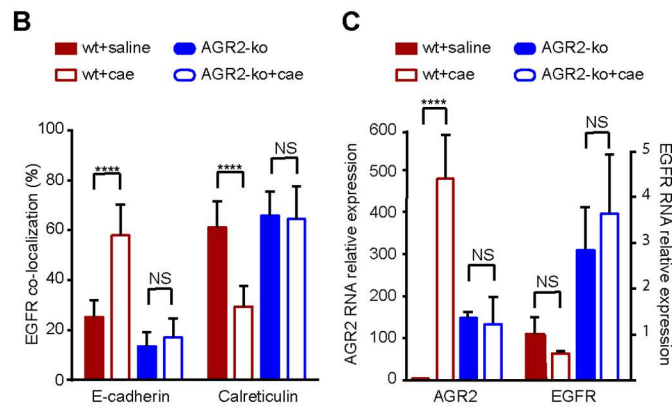 B
wt+saline AGR2-ko
wt+cae AGR2-ko+cae
EGFR co-localization (%)
100
80
60
40
20
0
**** NS **** NS
E-cadherin Calreticulin
C
wt+saline AGR2-ko
wt+cae AGR2-ko+cae
AGR2 RNA relative expression
600
500
400
300
200
100
0
**** NS NS NS
AGR2 EGFR
5
4
3
2
1
EGFR RNA relative
expression